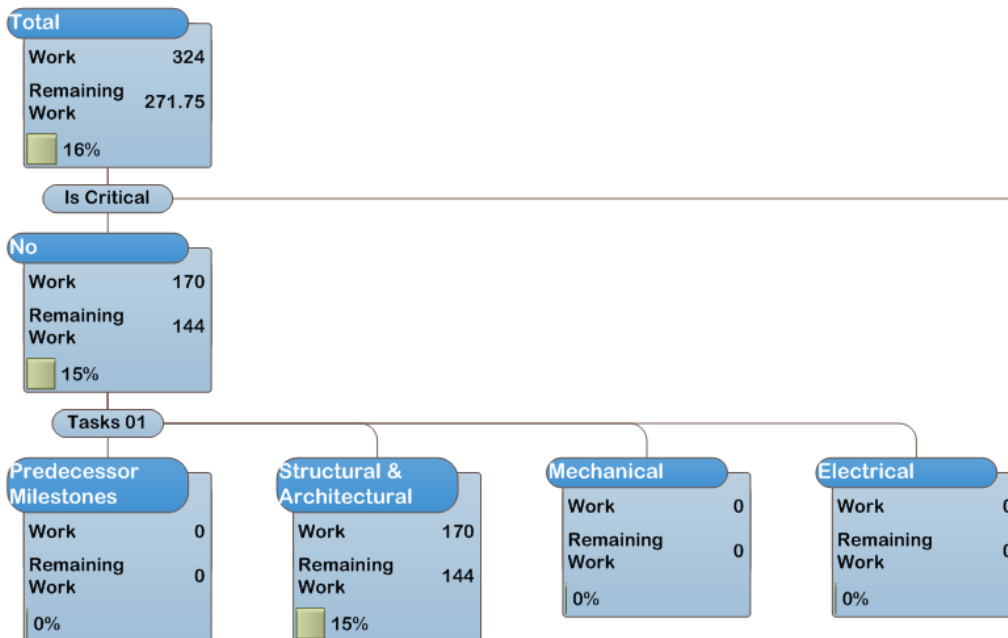 Total
Work 324
Remaining Work 271.75
16%
Is Critical
No
Work 170
Remaining Work 144
15%
Tasks 01
Predecessor Milestones
Work 0
Remaining Work 0
0%
Structural & Architectural
Work 170
Remaining Work 144
15%
Mechanical
Work 0
Remaining Work 0
0%
Electrical
Work 0
Remaining Work 0
0%